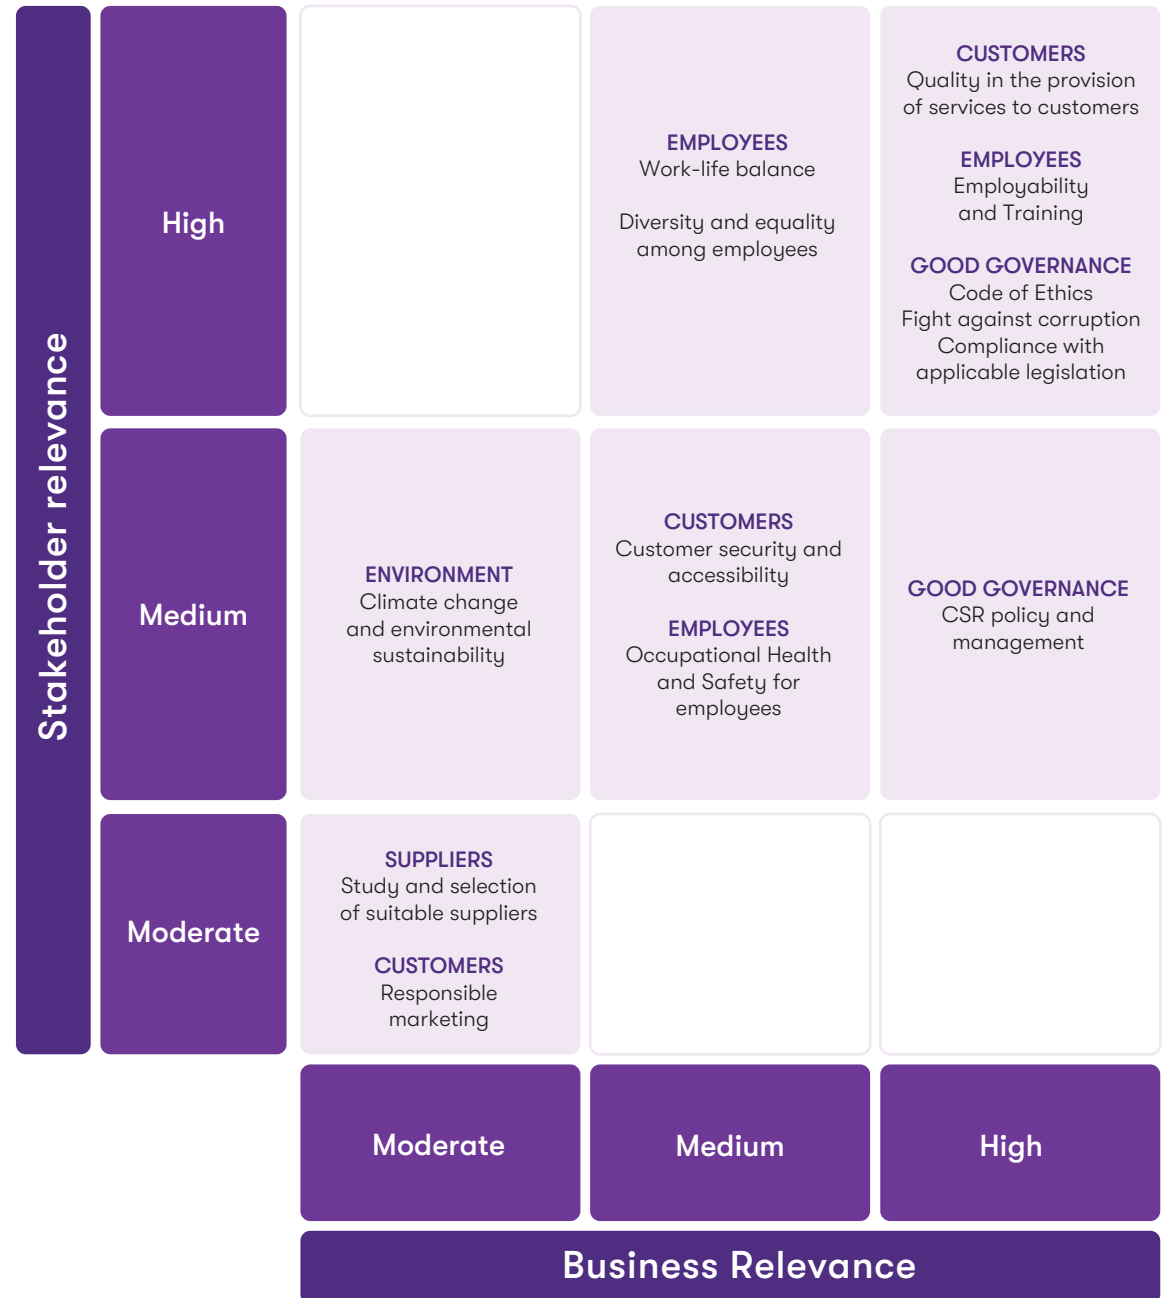 Stakeholder relevance
High
EMPLOYEES
Work-life balance
Diversity and equality
among employees
CUSTOMERS
Quality in the provision
of services to customers
EMPLOYEES
Employability
and Training
GOOD GOVERNANCE
Code of Ethics
Fight against corruption
Compliance with
applicable legislation
Medium
ENVIRONMENT
Climate change
and environmental
sustainability
CUSTOMERS
Customer security and
accessibility
EMPLOYEES
Occupational Health
and Safety for
employees
GOOD GOVERNANCE
CSR policy and
management
Moderate
SUPPLIERS
Study and selection
of suitable suppliers
CUSTOMERS
Responsible
marketing
Moderate
Medium
High
Business Relevance